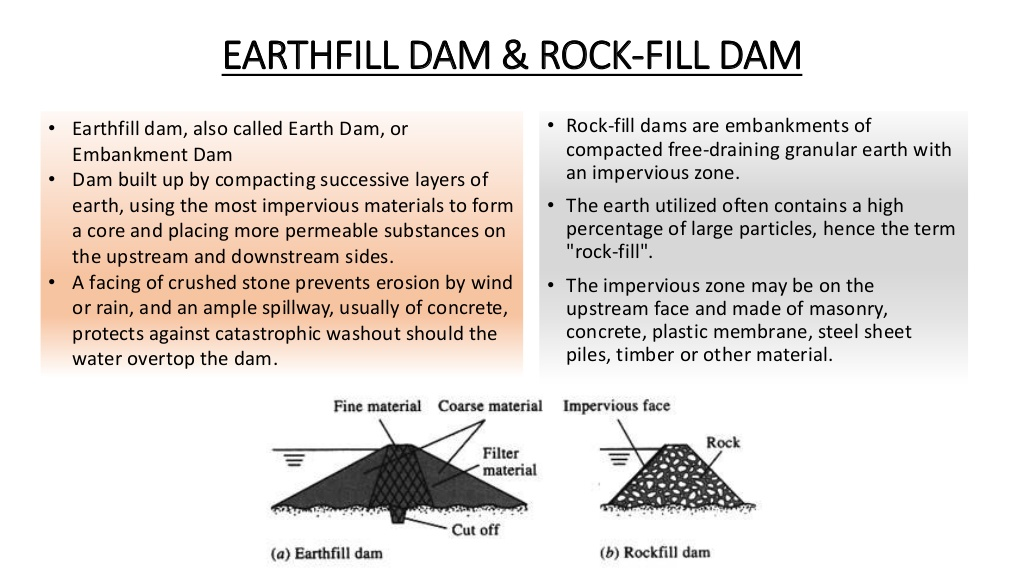 EARTHFILL DAM & ROCK-FILL DAM
• Earthfill dam, also called Earth Dam, or
Embankment Dam
• Dam built up by compacting successive layers of
earth, using the most impervious materials to form
a core and placing more permeable substances on
the upstream and downstream sides.
• A facing of crushed stone prevents erosion by wind
or rain, and an ample spillway, usually of concrete,
protects against catastrophic washout should the
water overtop the dam.
• Rock-fill dams are embankments of
compacted free-draining granular earth with
an impervious zone.
• The earth utilized often contains a high
percentage of large particles, hence the term
"rock-fill".
• The impervious zone may be on the
upstream face and made of masonry,
concrete, plastic membrane, steel sheet
piles, timber or other material.
Fine material
Coarse material
Filter
material
Cut off
(a) Earthfill dam
Impervious face
Rock
(b) Rockfill dam